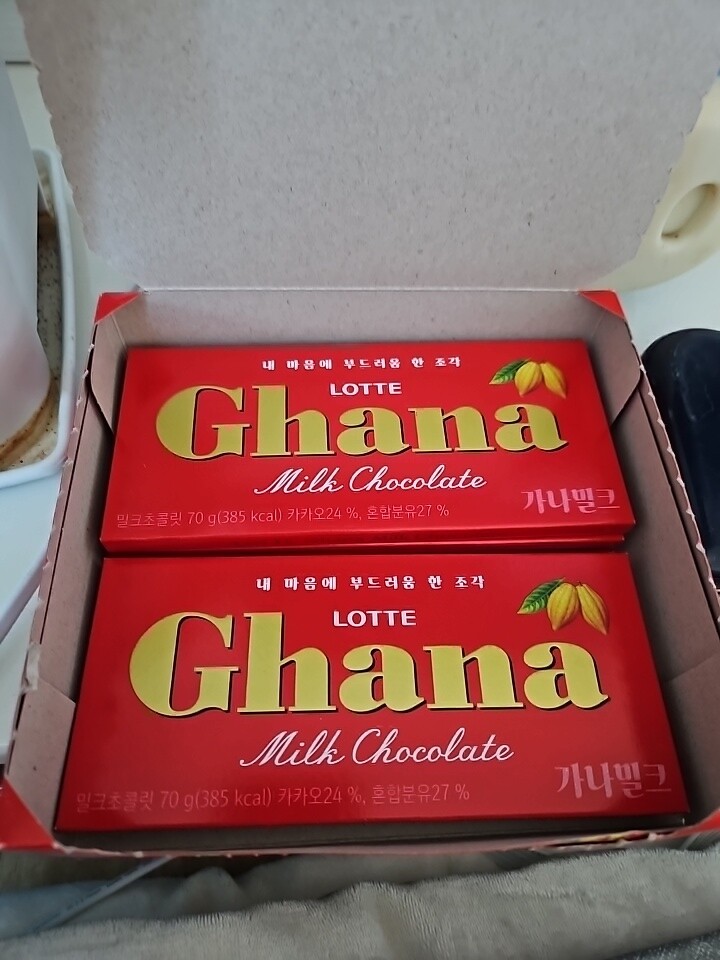 내 마음에 부드러움 한 조각
LOTTE
Ghana
Milk Chocolate
가나밀크
밀크초콜릿 70 g(385 kcal) 카카오24 %, 혼합분유27 %
내 마음에 부드러움 한 조각
LOTTE
Ghana
Milk Chocolate
가나밀크
밀크초콜릿 70 g(385 kcal) 카카오24 %, 혼합분유27 %